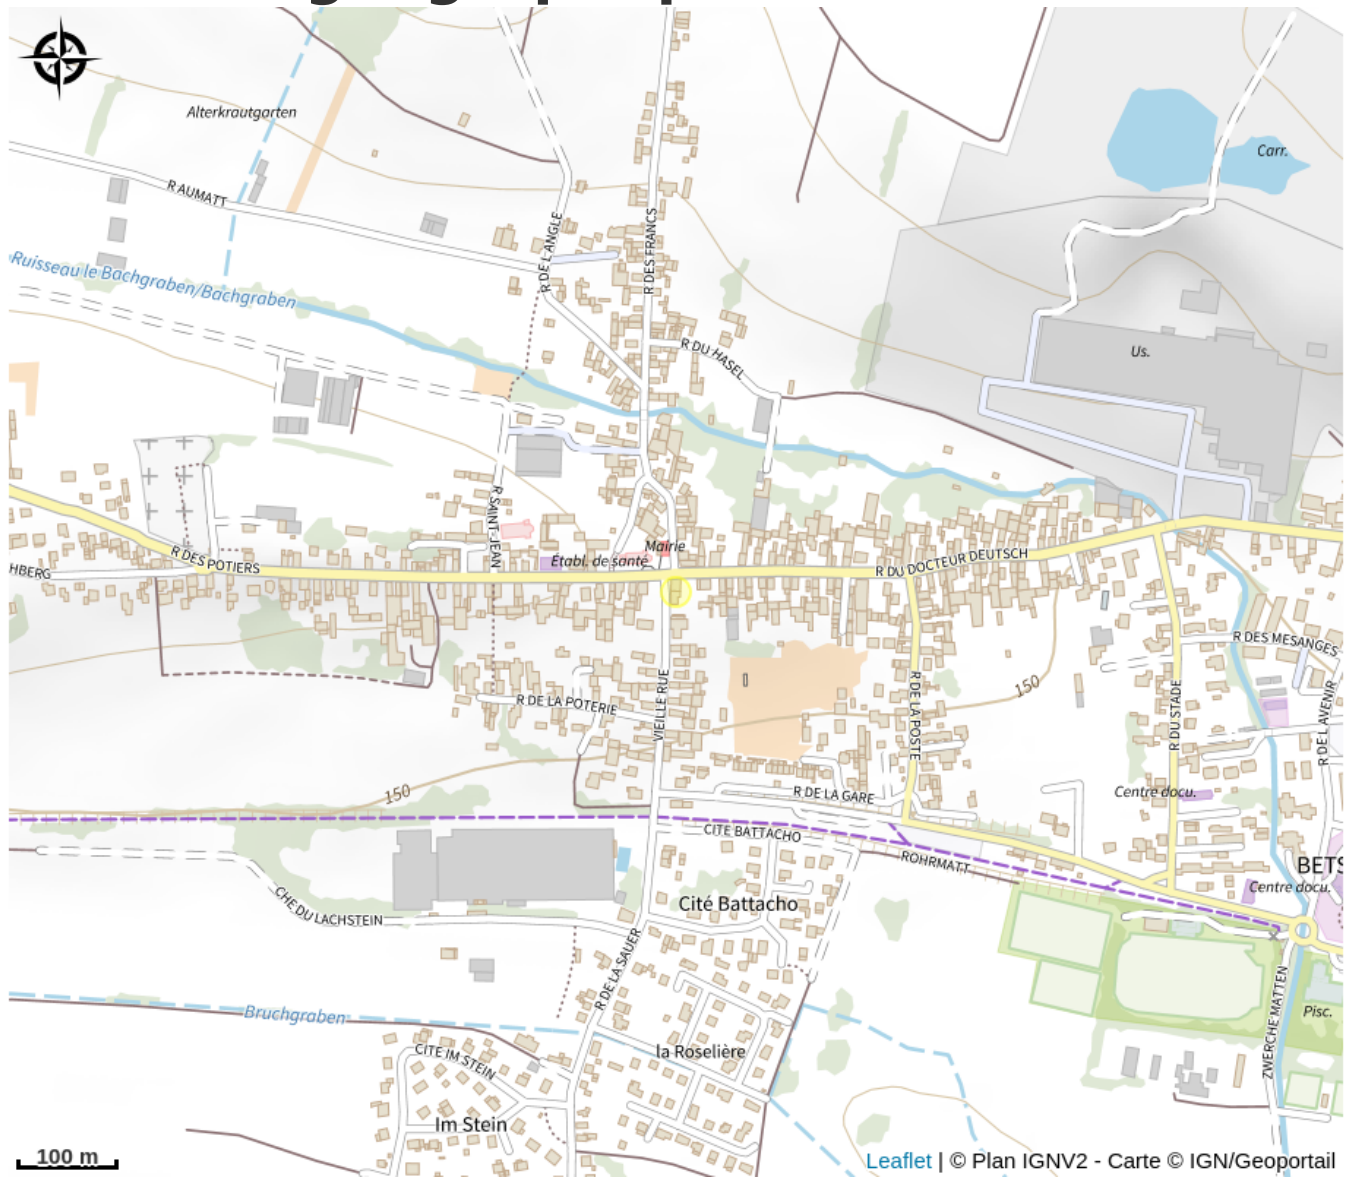 Alterkrautgarten
Carr.
R AUMATT
R DE L'ANGLE
R DES FRANCS
Ruisseau le Bachgraben/Bachgraben
R DU HASEL
Us.
R SAINT-JEAN
Mairie
Établ. de santé
R DES POTIERS
HBERG
R DU DOCTEUR DEUTSCH
R DES MESANGES
R DE LA POTERIE
VIEILLE RUE
R DE LA POSTE
150
R DU STADE
R DE L AVENIR
150
R DE LA GARE
Centre docu.
CITE BATTACHO
ROHRMATT
BETS
Centre docu.
CHE DU LACHSTEIN
Cité Battacho
R DE LA SAUER
ZWERCHE MATTEN
Bruchgraben
Pisc.
CITE IM STEIN
la Roselière
Im Stein
100 m
Leaflet | © Plan IGNV2 - Carte © IGN/Geoportail